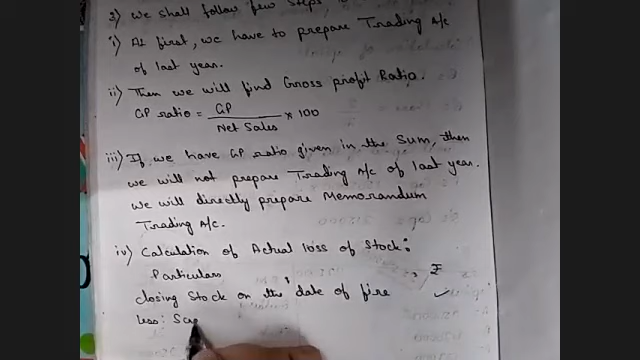 3) We shall follow few steps
i) At first, we have to prepare Trading A/c
of last year.
ii) Then we will find Gross profit Ratio.
GP ratio = GP / Net Sales × 100
iii) If we have GP ratio given in the Sum, then
we will not prepare Trading A/c of last year.
We will directly prepare Memorandum
Trading A/c.
iv) Calculation of Actual loss of Stock:
Particulars ₹
closing Stock on the date of fire ✓
less: